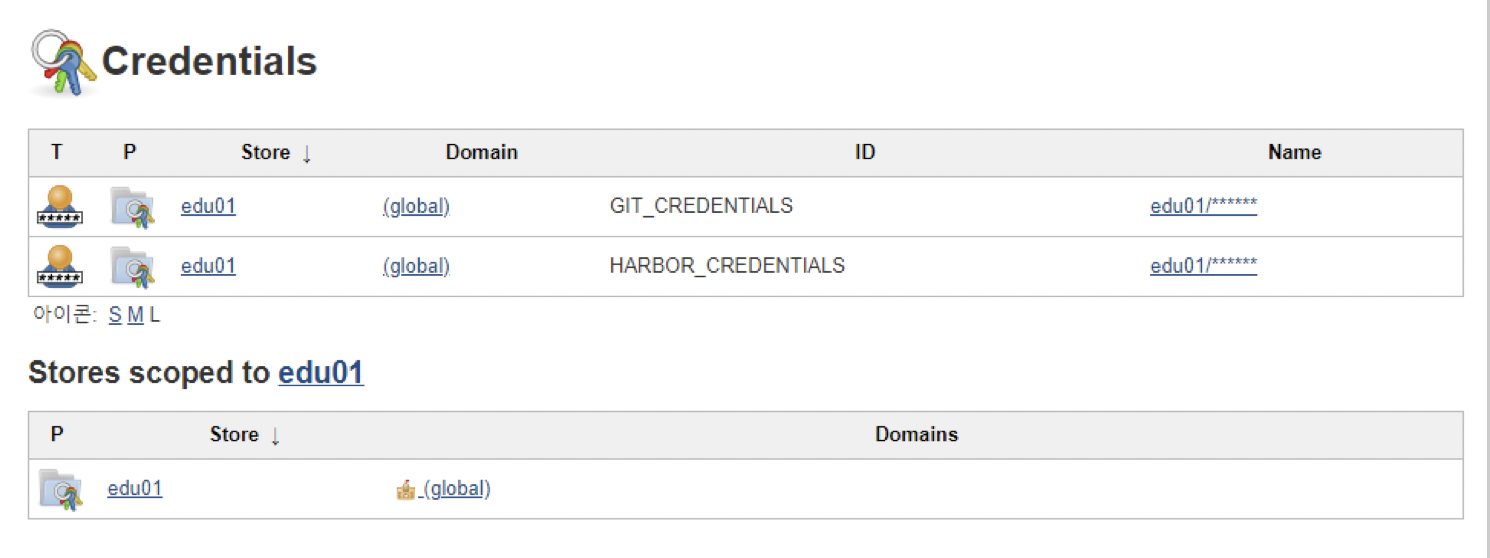 Credentials
T P Store ↓ Domain ID Name
***** edu01 (global) GIT_CREDENTIALS edu01/******
***** edu01 (global) HARBOR_CREDENTIALS edu01/******
아이콘: S M L
Stores scoped to edu01
P Store ↓ Domains
edu01 (global)